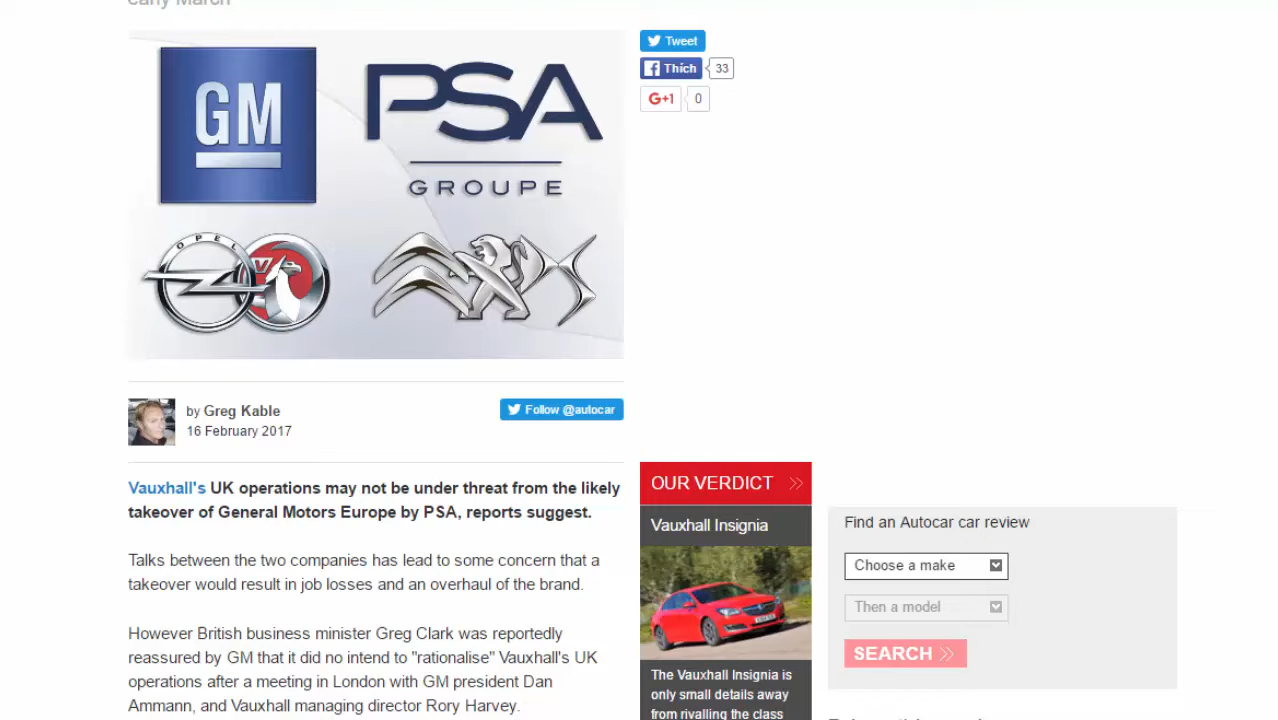 early March
GM
PSA
GROUPE
OPEL
V
Tweet
Thích 33
G+1 0
by Greg Kable
16 February 2017
Follow @autocar
Vauxhall's UK operations may not be under threat from the likely
takeover of General Motors Europe by PSA, reports suggest.
Talks between the two companies has lead to some concern that a
takeover would result in job losses and an overhaul of the brand.
However British business minister Greg Clark was reportedly
reassured by GM that it did no intend to "rationalise" Vauxhall's UK
operations after a meeting in London with GM president Dan
Ammann, and Vauxhall managing director Rory Harvey.
OUR VERDICT
Vauxhall Insignia
The Vauxhall Insignia is
only small details away
from rivalling the class
Find an Autocar car review
Choose a make
Then a model
SEARCH